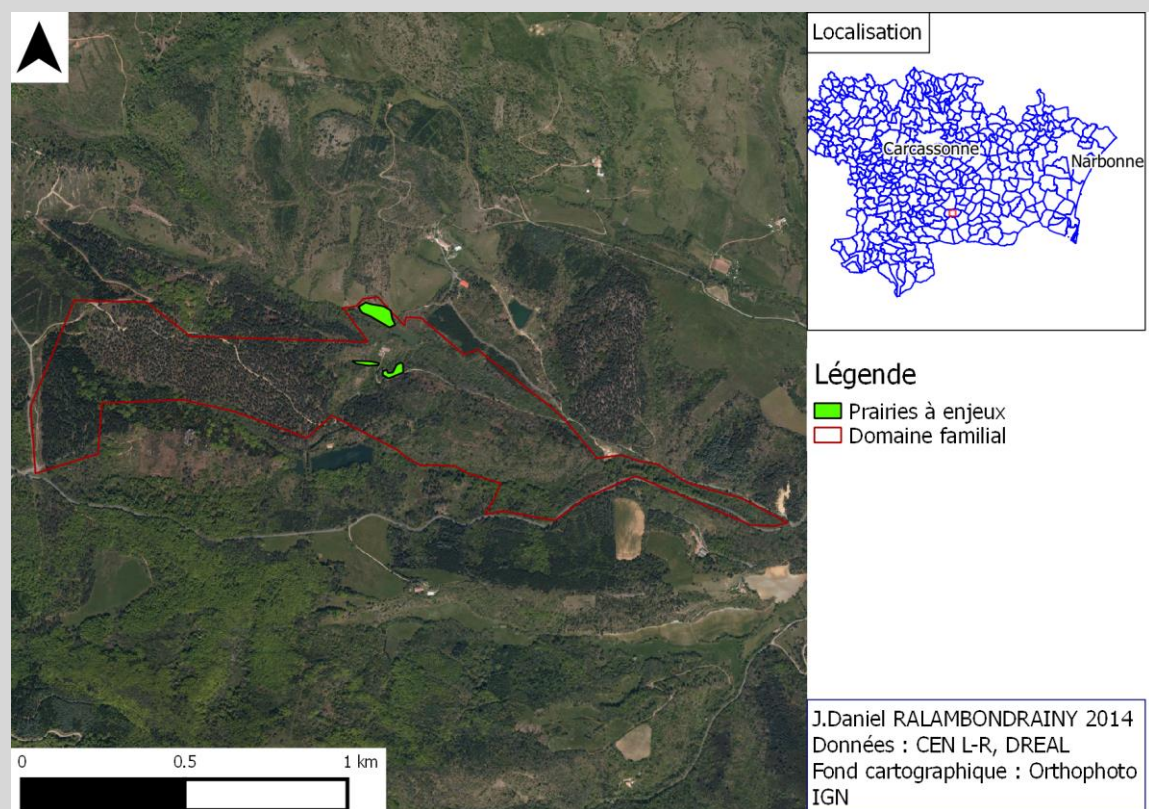 Localisation
Carcassonne
Narbonne
Légende
Prairies à enjeux
Domaine familial
0 0.5 1 km
J.Daniel RALAMBONDRAINY 2014
Données : CEN L-R, DREAL
Fond cartographique : Orthophoto
IGN